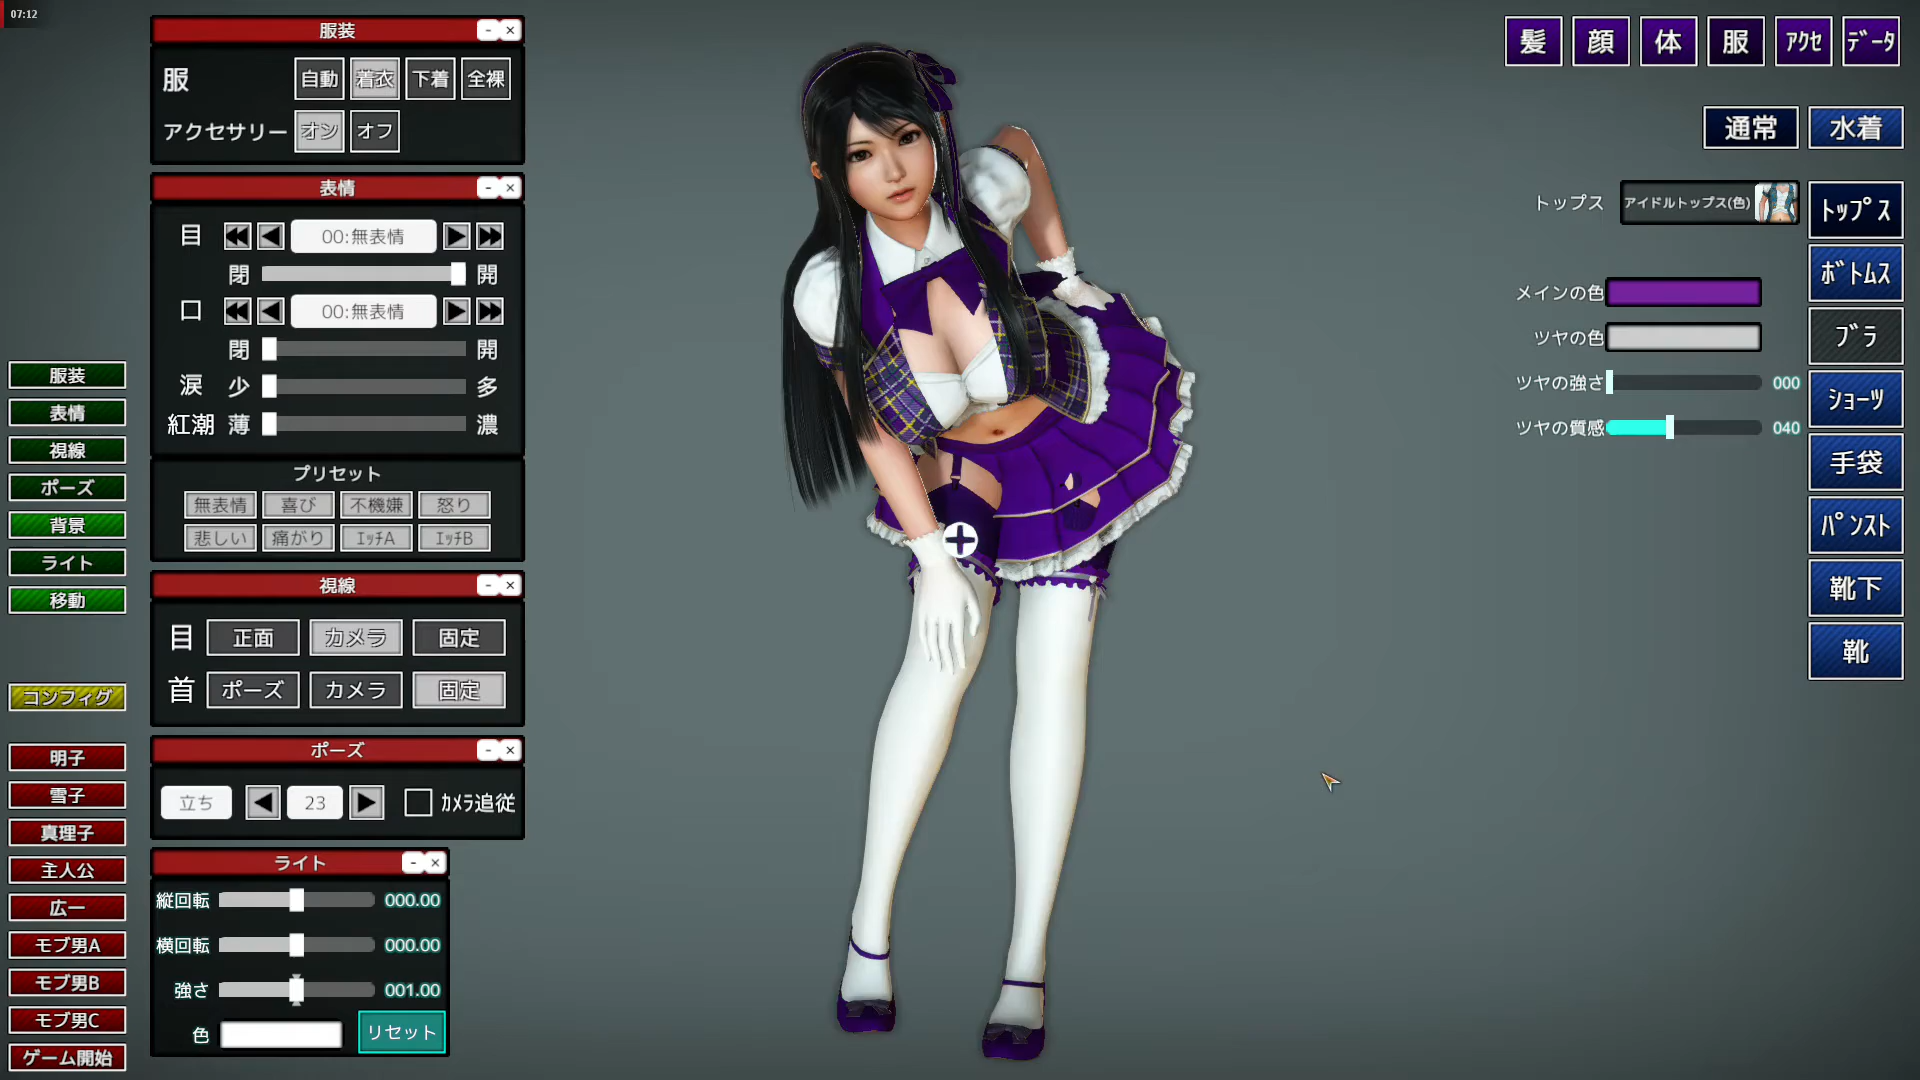 07:12
服装
- ×
服
自動
着衣
下着
全裸
アクセサリー
オン
オフ
表情
- ×
目
00:無表情
閉
開
口
00:無表情
閉
開
涙
少
多
紅潮
薄
濃
プリセット
無表情
喜び
不機嫌
怒り
悲しい
痛がり
ｴｯﾁA
ｴｯﾁB
視線
- ×
目
正面
カメラ
固定
首
ポーズ
カメラ
固定
ポーズ
- ×
立ち
23
ｶﾒﾗ追従
ライト
- ×
縦回転
000.00
横回転
000.00
強さ
001.00
色
リセット
服装
表情
視線
ポーズ
背景
ライト
移動
コンフィグ
明子
雪子
真理子
主人公
広一
モブ男A
モブ男B
モブ男C
ゲーム開始
髪
顔
体
服
ｱｸｾ
ﾃﾞｰﾀ
通常
水着
トップス
アイドルトップス(色)
メインの色
ツヤの色
ツヤの強さ
000
ツヤの質感
040
ﾄｯﾌﾟｽ
ﾎﾞﾄﾑｽ
ﾌﾞﾗ
ｼｮｰﾂ
手袋
ﾊﾟﾝｽﾄ
靴下
靴